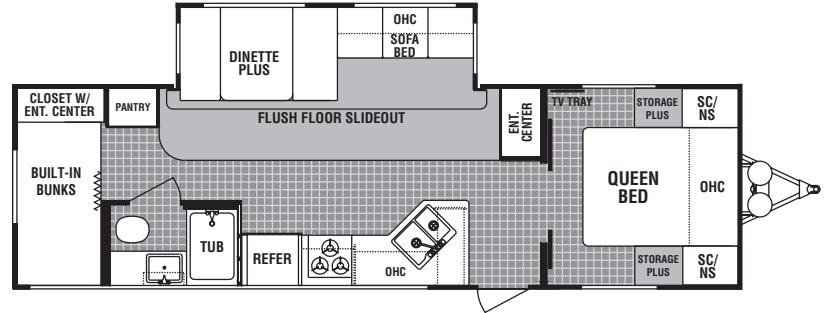 DINETTE
PLUS
OHC
SOFA
BED
CLOSET W/
ENT. CENTER
PANTRY
FLUSH FLOOR SLIDEOUT
ENT.
CENTER
TV TRAY
STORAGE
PLUS
SC/
NS
BUILT-IN
BUNKS
QUEEN
BED
OHC
TUB
REFER
OHC
STORAGE
PLUS
SC/
NS